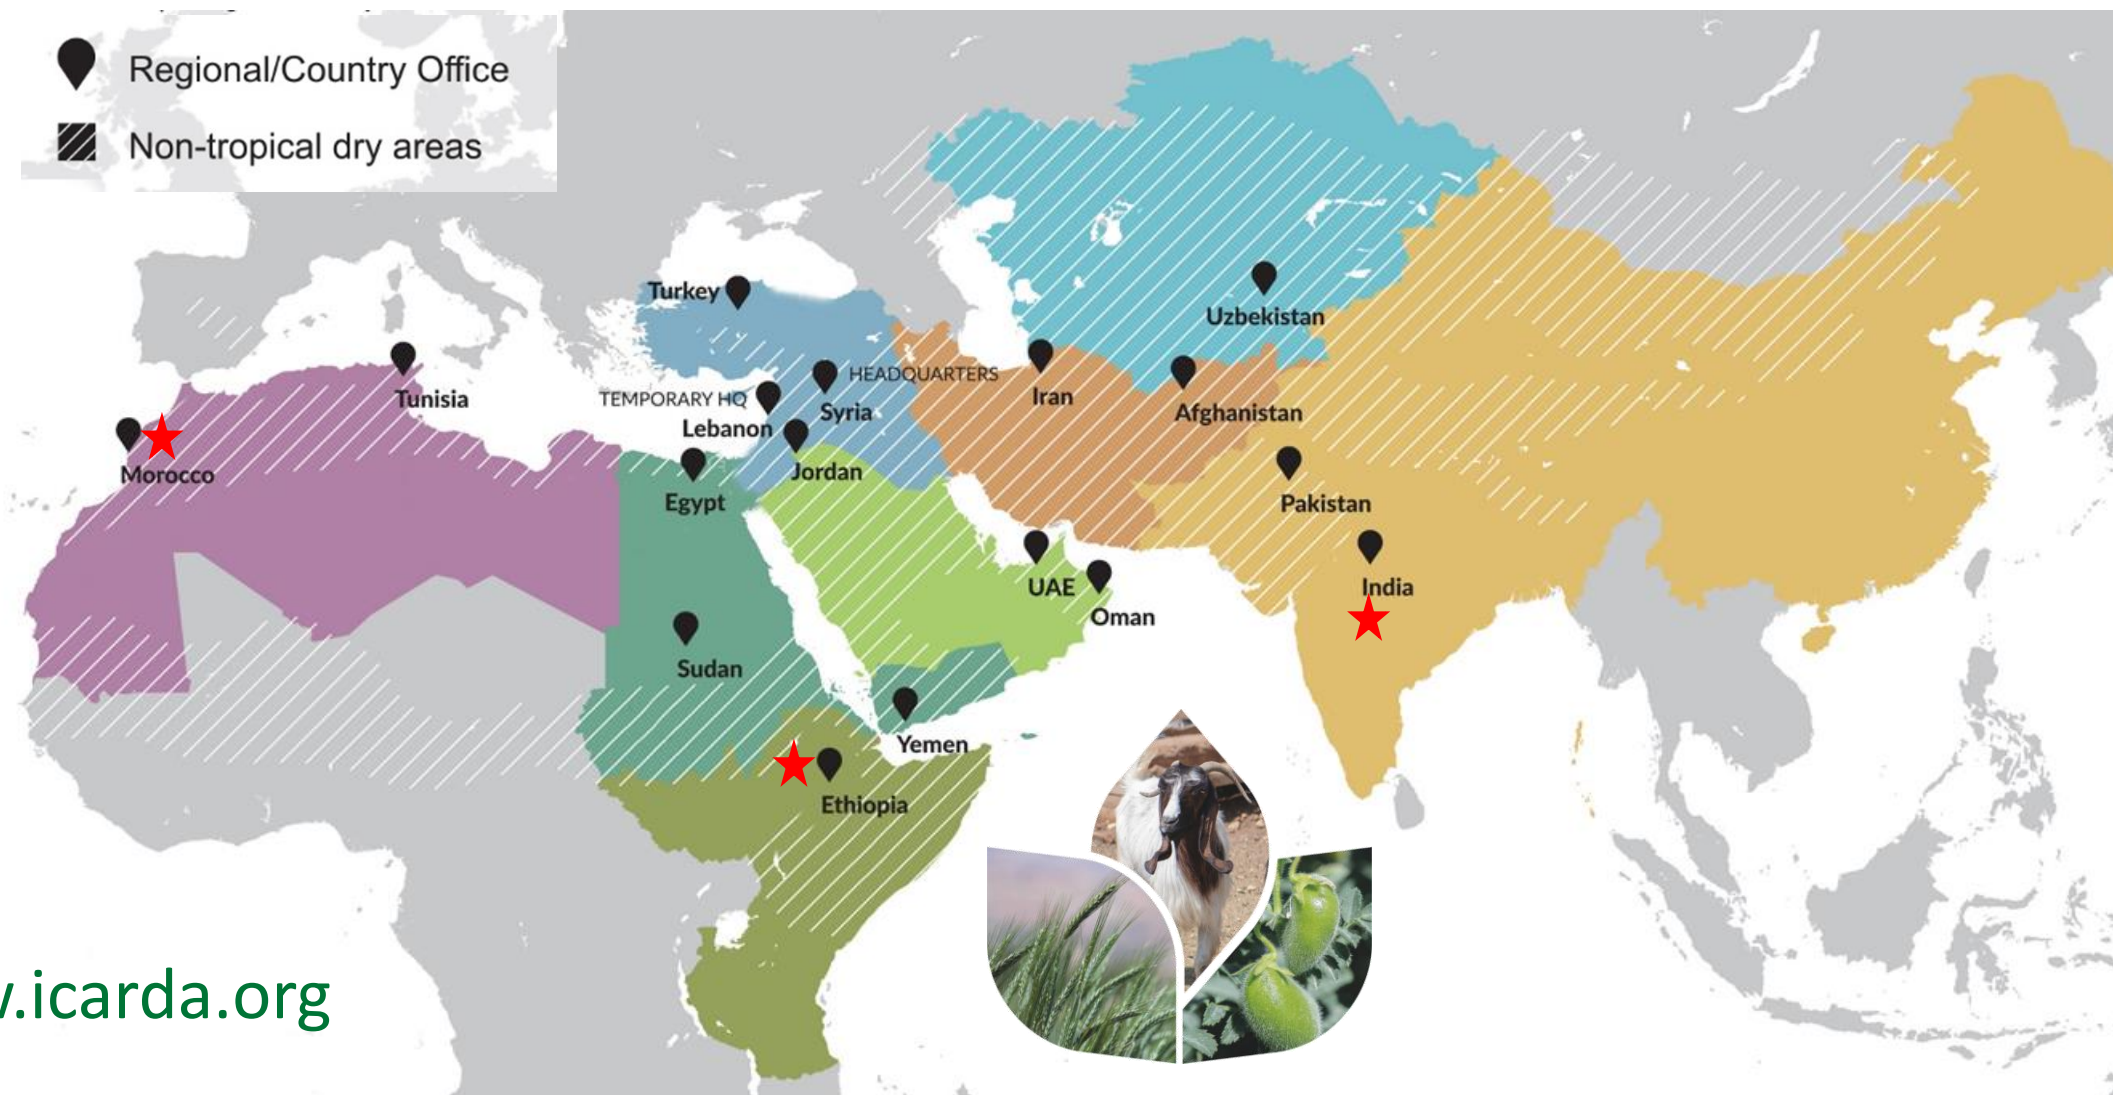 Regional/Country Office
Non-tropical dry areas
Turkey
Uzbekistan
Tunisia
HEADQUARTERS
TEMPORARY HQ
Syria
Iran
Afghanistan
Lebanon
Morocco
Jordan
Egypt
Pakistan
UAE
India
Oman
Sudan
Yemen
Ethiopia
.icarda.org